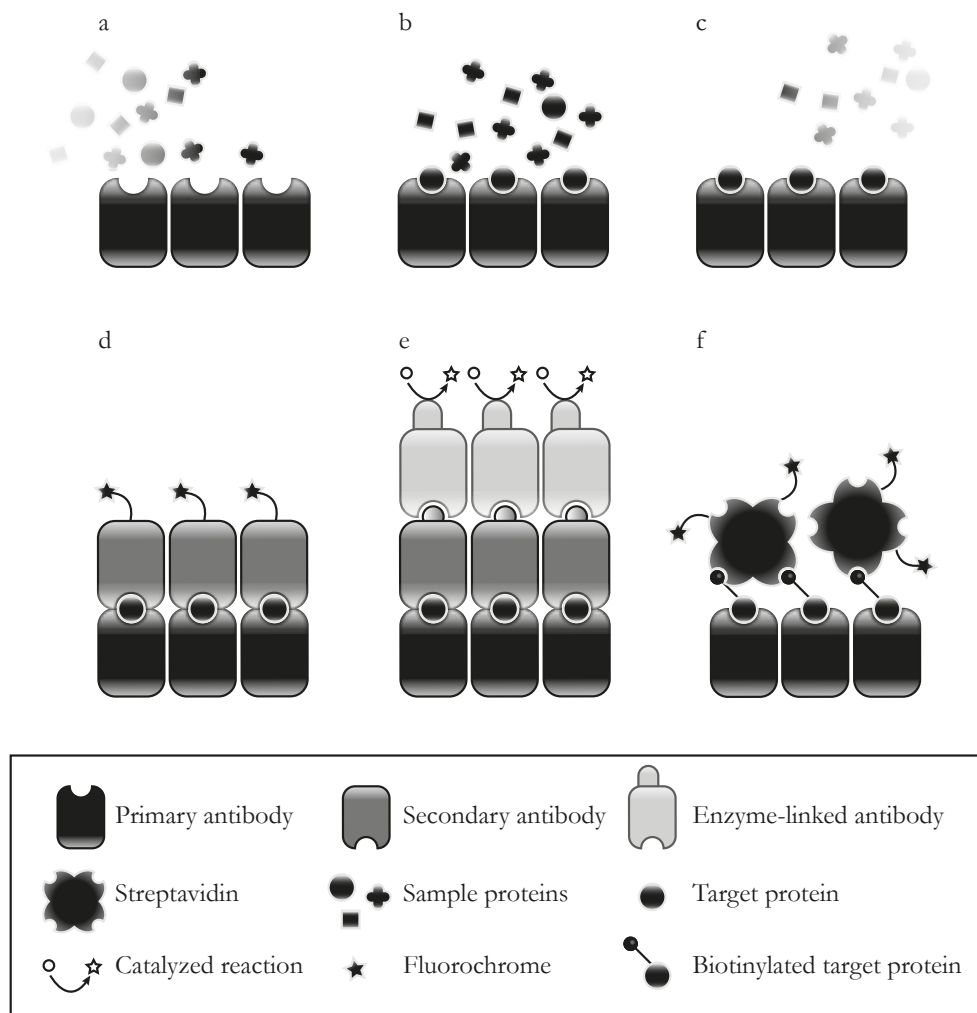 a
b
c
d
e
f
Primary antibody
Secondary antibody
Enzyme-linked antibody
Streptavidin
Sample proteins
Target protein
Catalyzed reaction
Fluorochrome
Biotinylated target protein